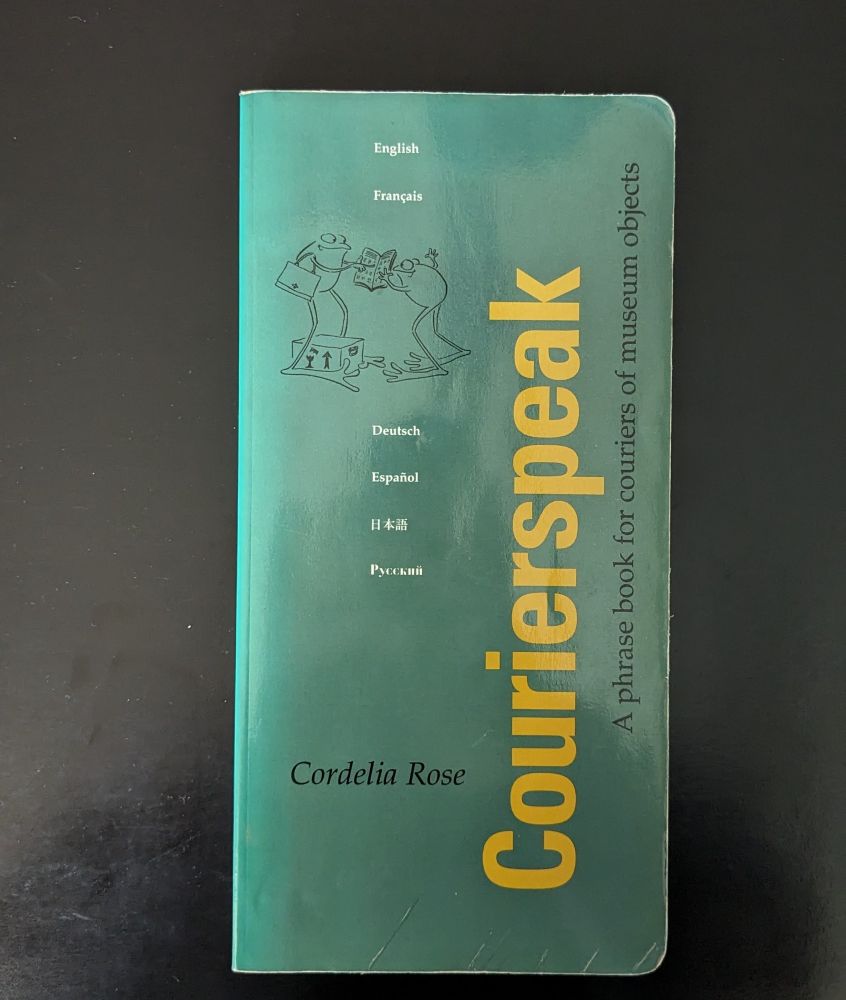 English
Français
Deutsch
Español
日本語
Русский
Cordelia Rose
Courierspeak
A phrase book for couriers of museum objects